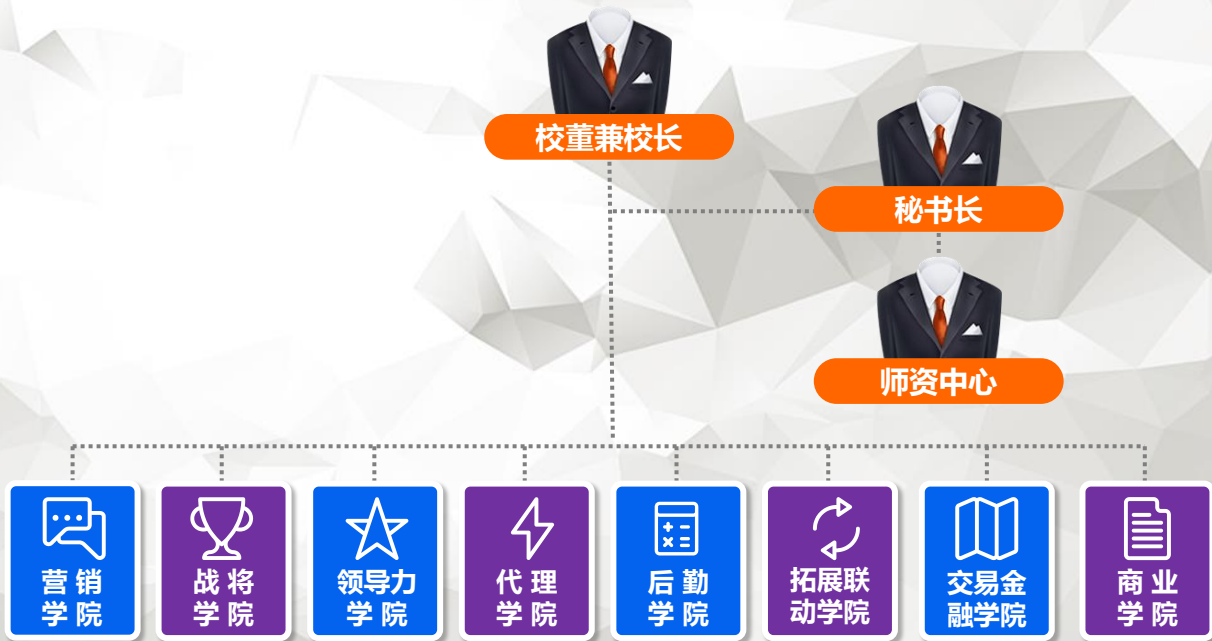 校董兼校长
秘书长
师资中心
营销
学院
战将
学院
领导力
学院
代理
学院
后勤
学院
拓展联
动学院
交易金
融学院
商业
学院